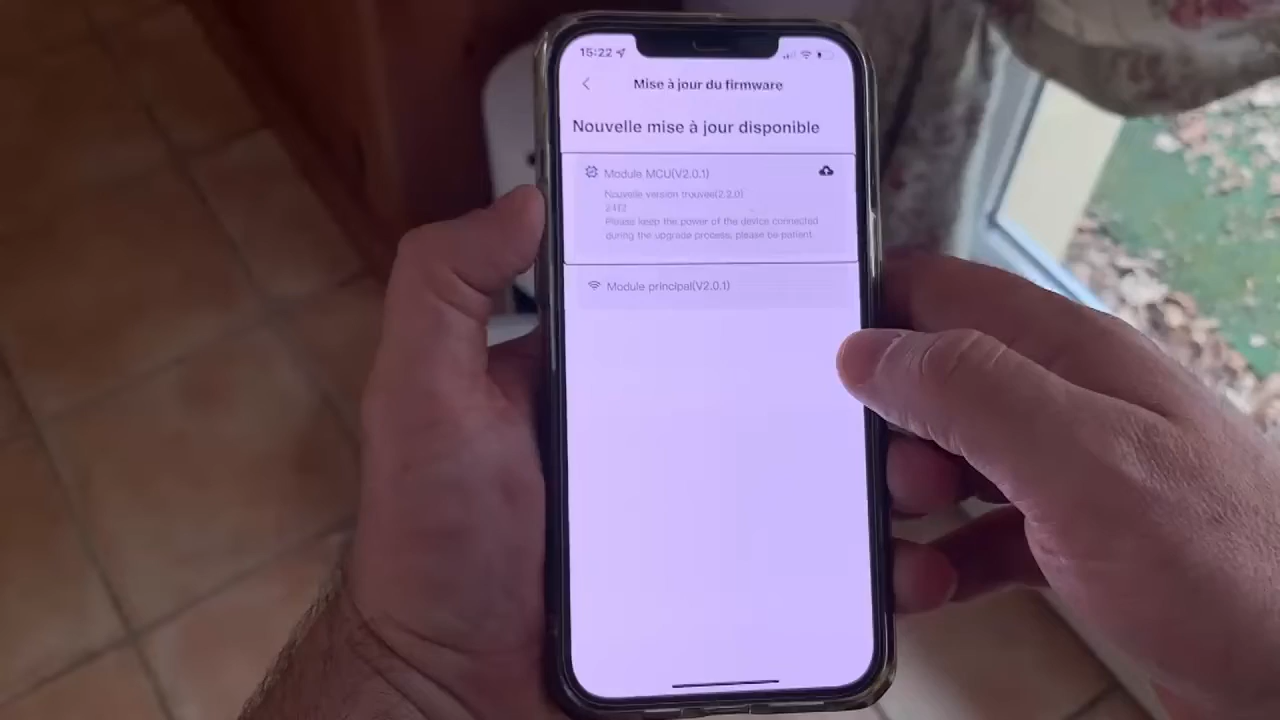 15:22
Mise à jour du firmware
Nouvelle mise à jour disponible
Module MCU(V2.0.1)
Nouvelle version trouvée(2.2.0)
Please keep the power of the device connected
during the upgrade process, please be patient.
Module principal(V2.0.1)